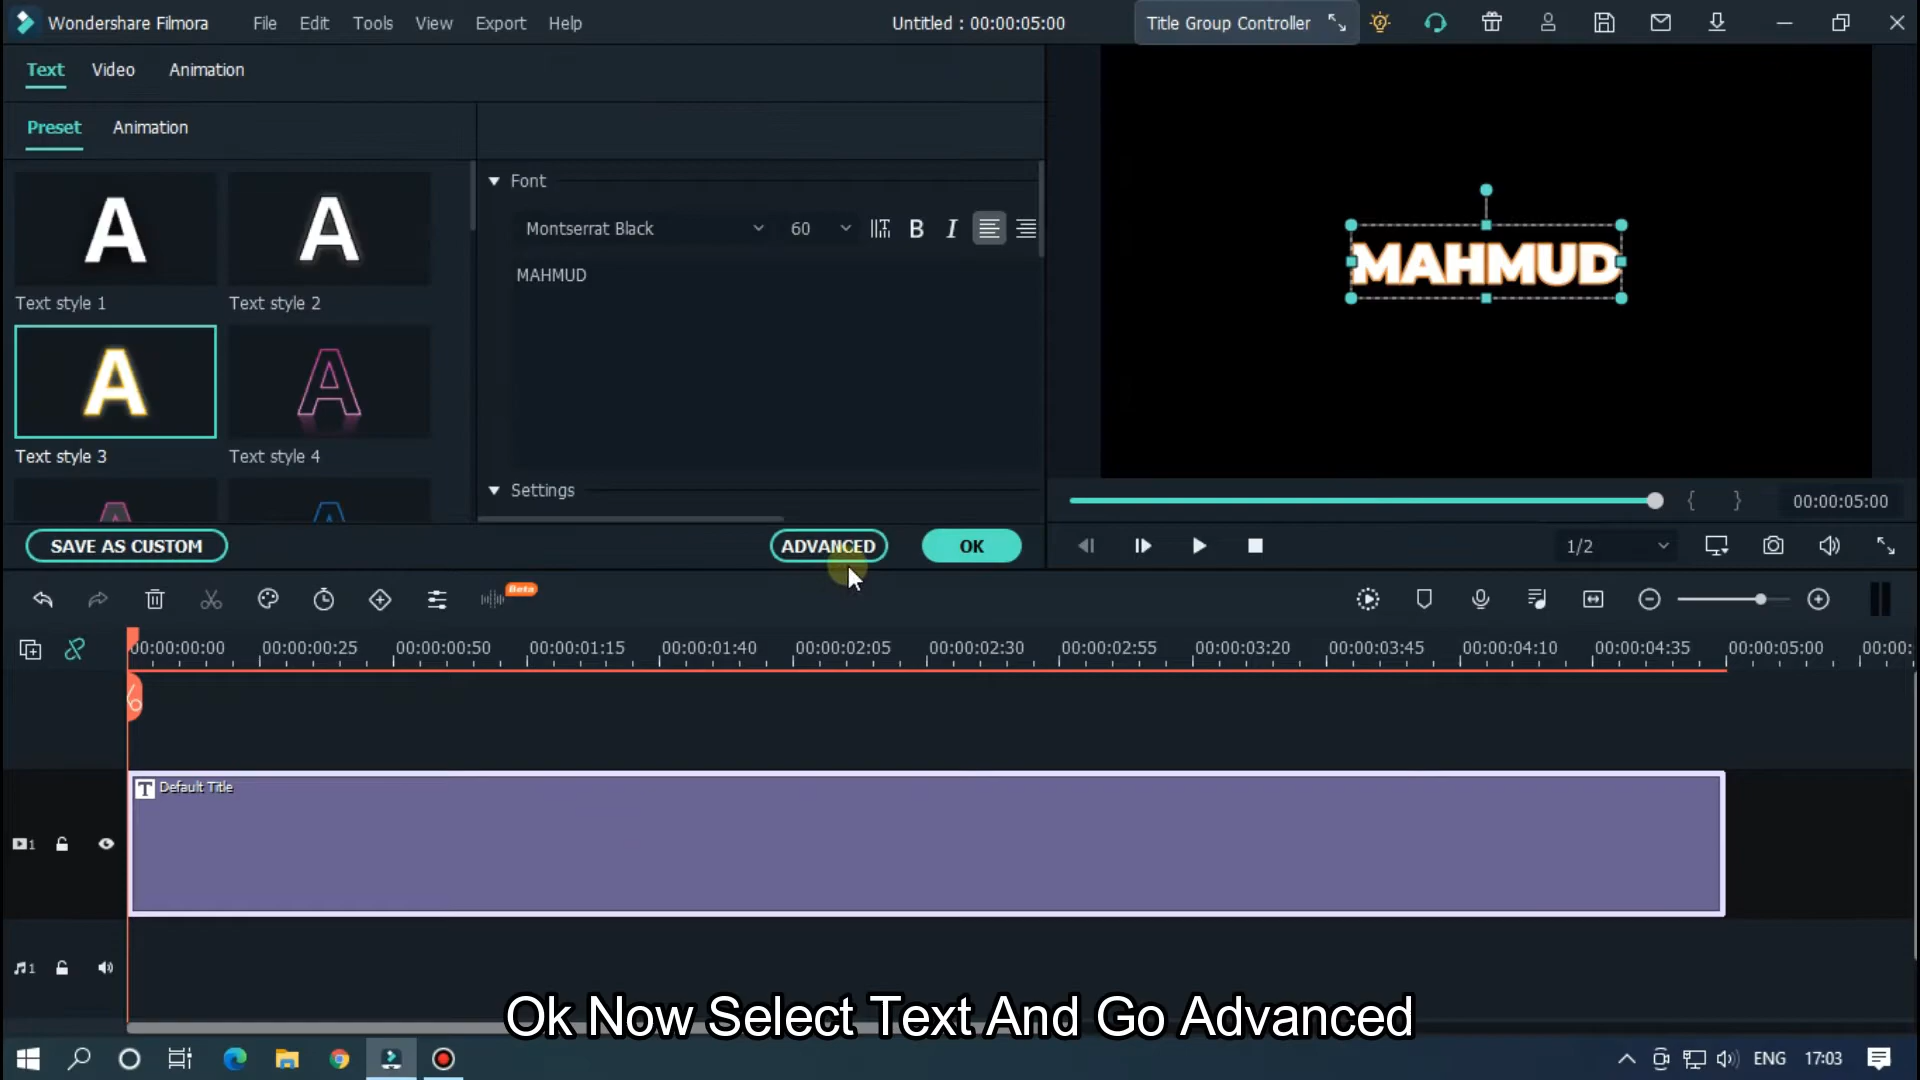 Wondershare Filmora File Edit Tools View Export Help Untitled : 00:00:05:00 Title Group Controller
Text Video Animation
Preset Animation
A A
Text style 1 Text style 2
A A
Text style 3 Text style 4
Font
Montserrat Black 60 B I
MAHMUD
Settings
MAHMUD
00:00:05:00
SAVE AS CUSTOM ADVANCED OK
1/2
Beta
00:00:00:00 00:00:00:25 00:00:00:50 00:00:01:15 00:00:01:40 00:00:02:05 00:00:02:30 00:00:02:55 00:00:03:20 00:00:03:45 00:00:04:10 00:00:04:35 00:00:05:00 00:00:
T Default Title
1
1
Ok Now Select Text And Go Advanced
ENG 17:03